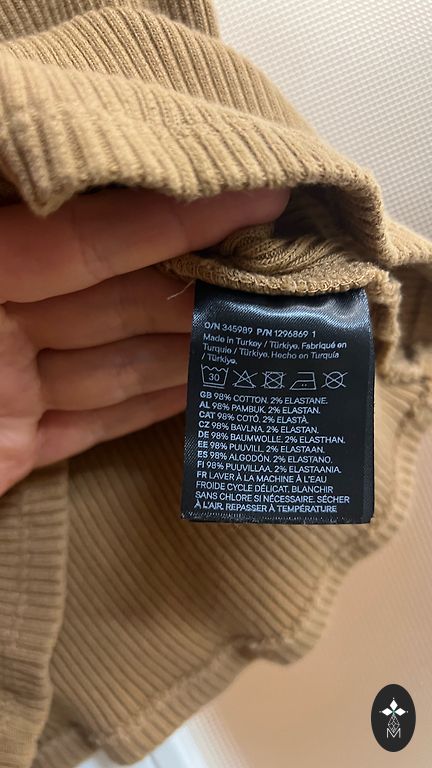 O/N 345989 P/N 1296869 1
Made in Turkey / Türkiye. Fabriqué en
Turquie / Türkiye. Hecho en Turquía
/ Türkiye.
30
GB 98% COTTON. 2% ELASTANE.
AL 98% PAMBUK. 2% ELASTAN.
CAT 98% COTÓ. 2% ELASTÀ.
CZ 98% BAVLNA. 2% ELASTAN.
DE 98% BAUMWOLLE. 2% ELASTHAN.
EE 98% PUUVILL. 2% ELASTAAN.
ES 98% ALGODÓN. 2% ELASTANO.
FI 98% PUUVILLAA. 2% ELASTAANIA.
FR LAVER À LA MACHINE À L'EAU
FROIDE CYCLE DÉLICAT. BLANCHIR
SANS CHLORE SI NÉCESSAIRE. SÉCHER
À L'AIR. REPASSER À TEMPÉRATURE
M